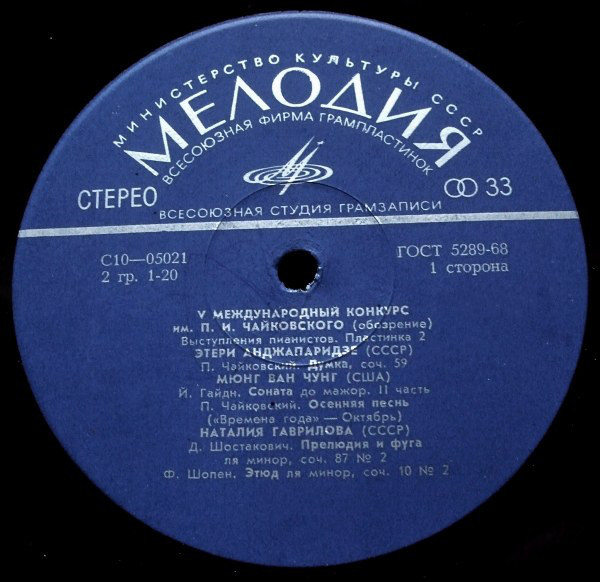 МИНИСТЕРСТВО КУЛЬТУРЫ СССР
МЕЛОДИЯ
ВСЕСОЮЗНАЯ ФИРМА ГРАМПЛАСТИНОК
СТЕРЕО
33
ВСЕСОЮЗНАЯ СТУДИЯ ГРАМЗАПИСИ
С10—05021
ГОСТ 5289-68
2 гр. 1-20
1 сторона
V МЕЖДУНАРОДНЫЙ КОНКУРС
им. П. И. ЧАЙКОВСКОГО (обозрение)
Выступления пианистов. Пластинка 2
ЭТЕРИ АНДЖАПАРИДЗЕ (СССР)
П. Чайковский. Думка, соч. 59
МЮНГ ВАН ЧУНГ (США)
Й. Гайдн. Соната до мажор. II часть
П. Чайковский. Осенняя песнь
(«Времена года» — Октябрь)
НАТАЛИЯ ГАВРИЛОВА (СССР)
Д. Шостакович. Прелюдия и фуга
ля минор, соч. 87 № 2
Ф. Шопен. Этюд ля минор, соч. 10 № 2